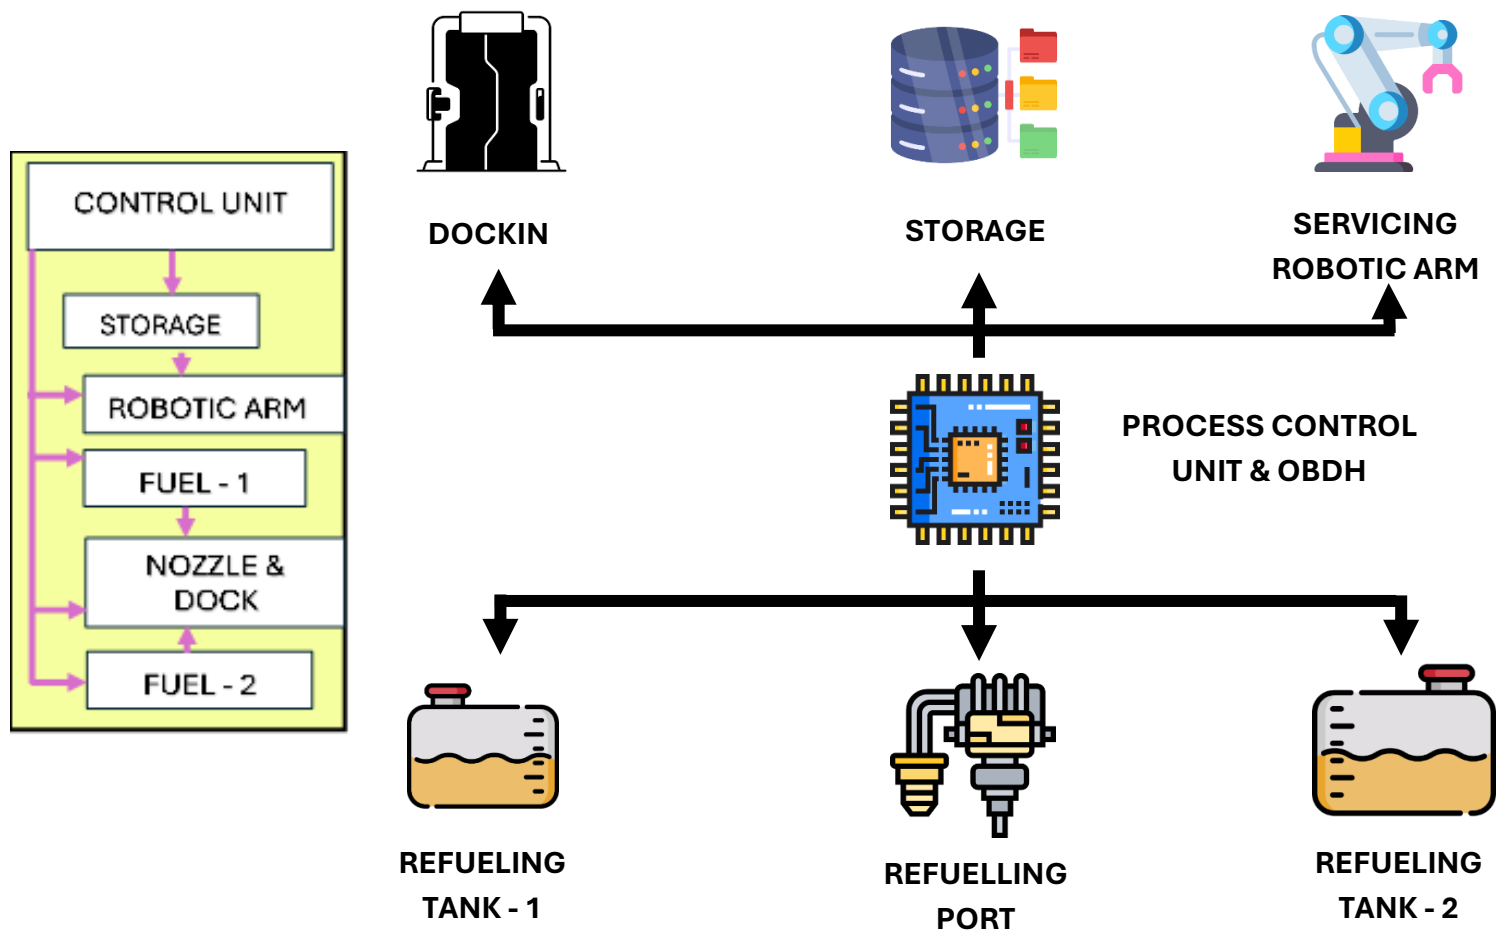 CONTROL UNIT
STORAGE
ROBOTIC ARM
FUEL - 1
NOZZLE &
DOCK
FUEL - 2
DOCKIN
STORAGE
SERVICING
ROBOTIC ARM
PROCESS CONTROL
UNIT & OBDH
REFUELING
TANK - 1
REFUELLING
PORT
REFUELING
TANK - 2